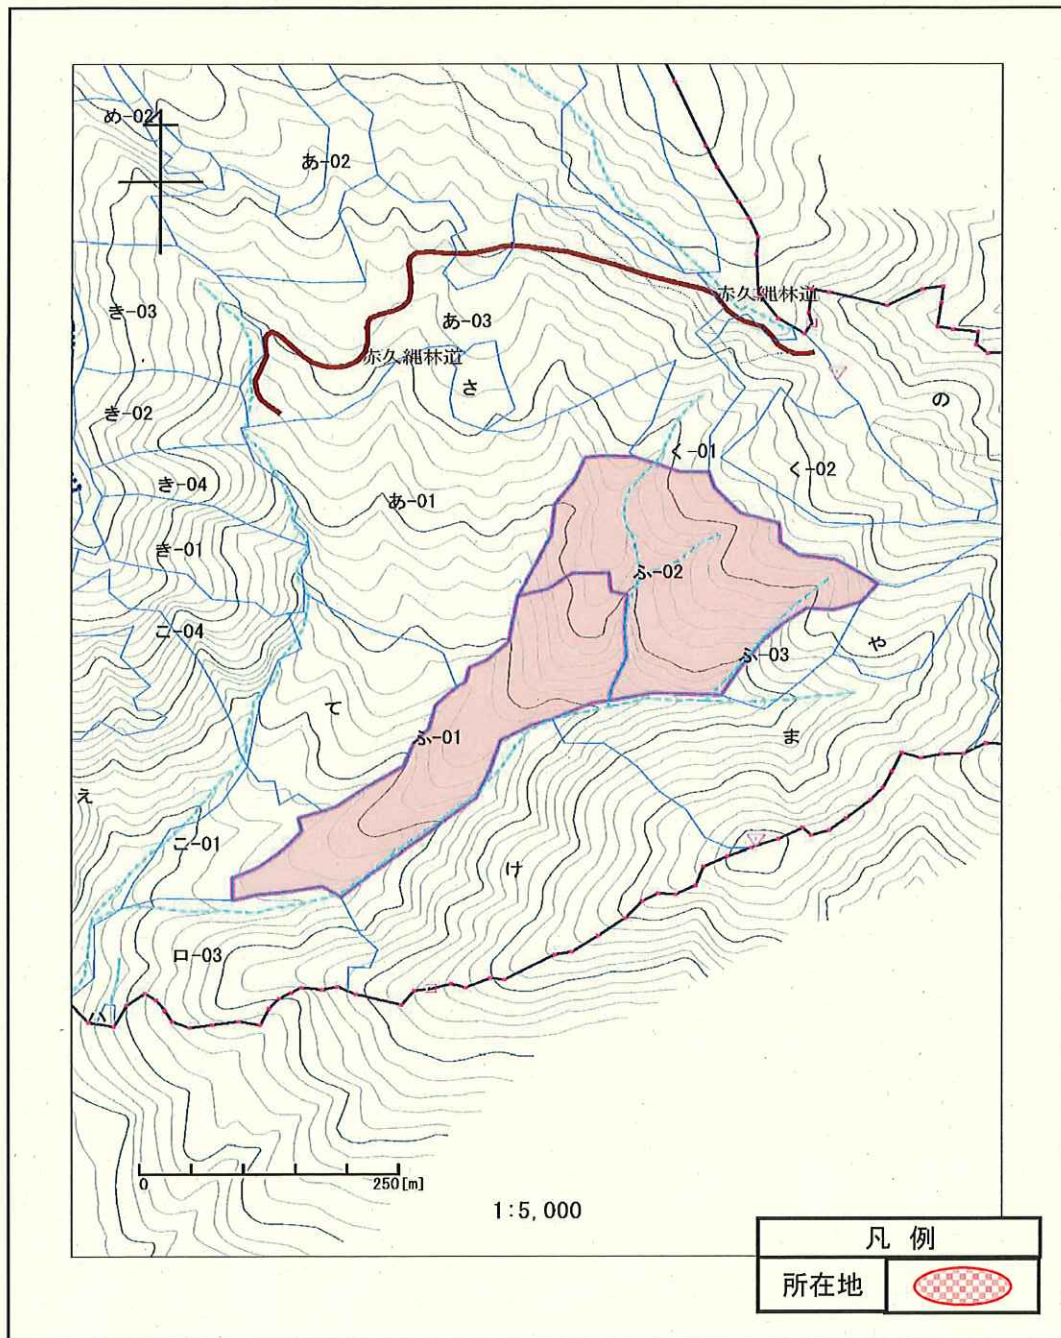 め-02
あ-02
赤久縄林道
き-03
あ-03
赤久縄林道
さ
の
き-02
く-01
く-02
き-04
あ-01
き-01
ふ-02
こ-04
や
ふ-03
て
ふ-01
ま
え
こ-01
け
ロ-03
ハ
0 250[m]
1:5,000
凡 例
所在地